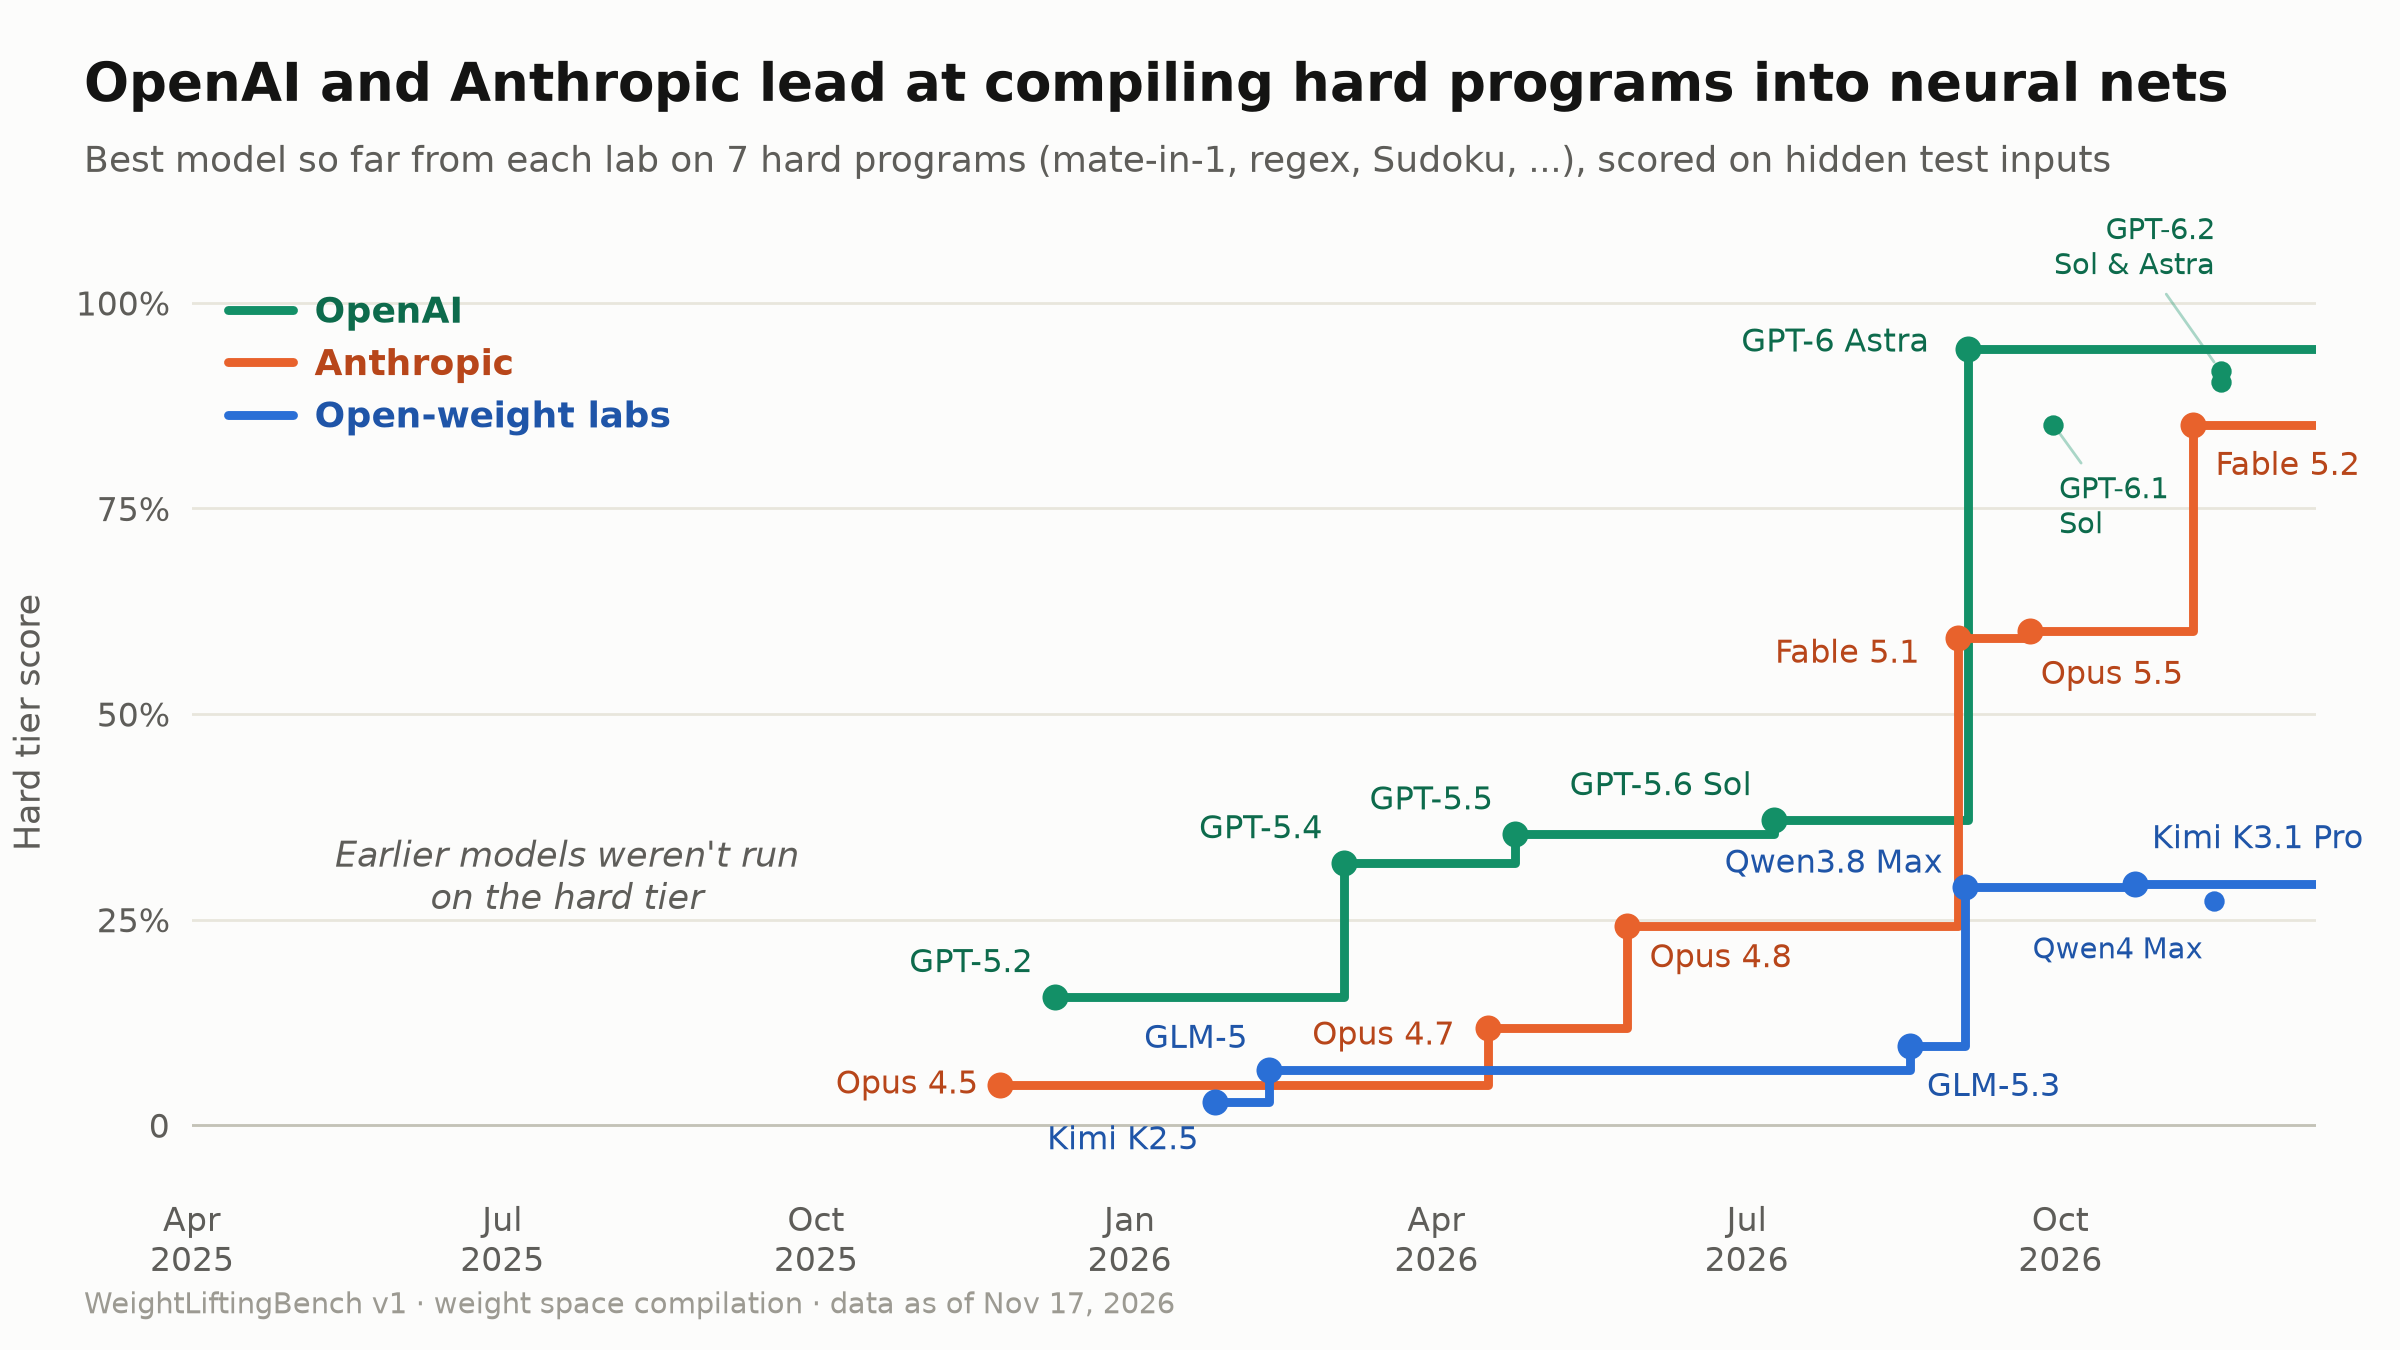 OpenAI and Anthropic lead at compiling hard programs into neural nets
Best model so far from each lab on 7 hard programs (mate-in-1, regex, Sudoku, ...), scored on hidden test inputs
GPT-6.2
Sol & Astra
100%
OpenAI
Anthropic
Open-weight labs
GPT-6 Astra
Fable 5.2
GPT-6.1
Sol
75%
Hard tier score
Fable 5.1
Opus 5.5
50%
GPT-5.6 Sol
GPT-5.5
GPT-5.4
Kimi K3.1 Pro
Qwen3.8 Max
Earlier models weren't run
on the hard tier
25%
Qwen4 Max
Opus 4.8
GPT-5.2
GLM-5
Opus 4.7
Opus 4.5
GLM-5.3
0
Kimi K2.5
Apr
2025
Jul
2025
Oct
2025
Jan
2026
Apr
2026
Jul
2026
Oct
2026
WeightLiftingBench v1 · weight space compilation · data as of Nov 17, 2026